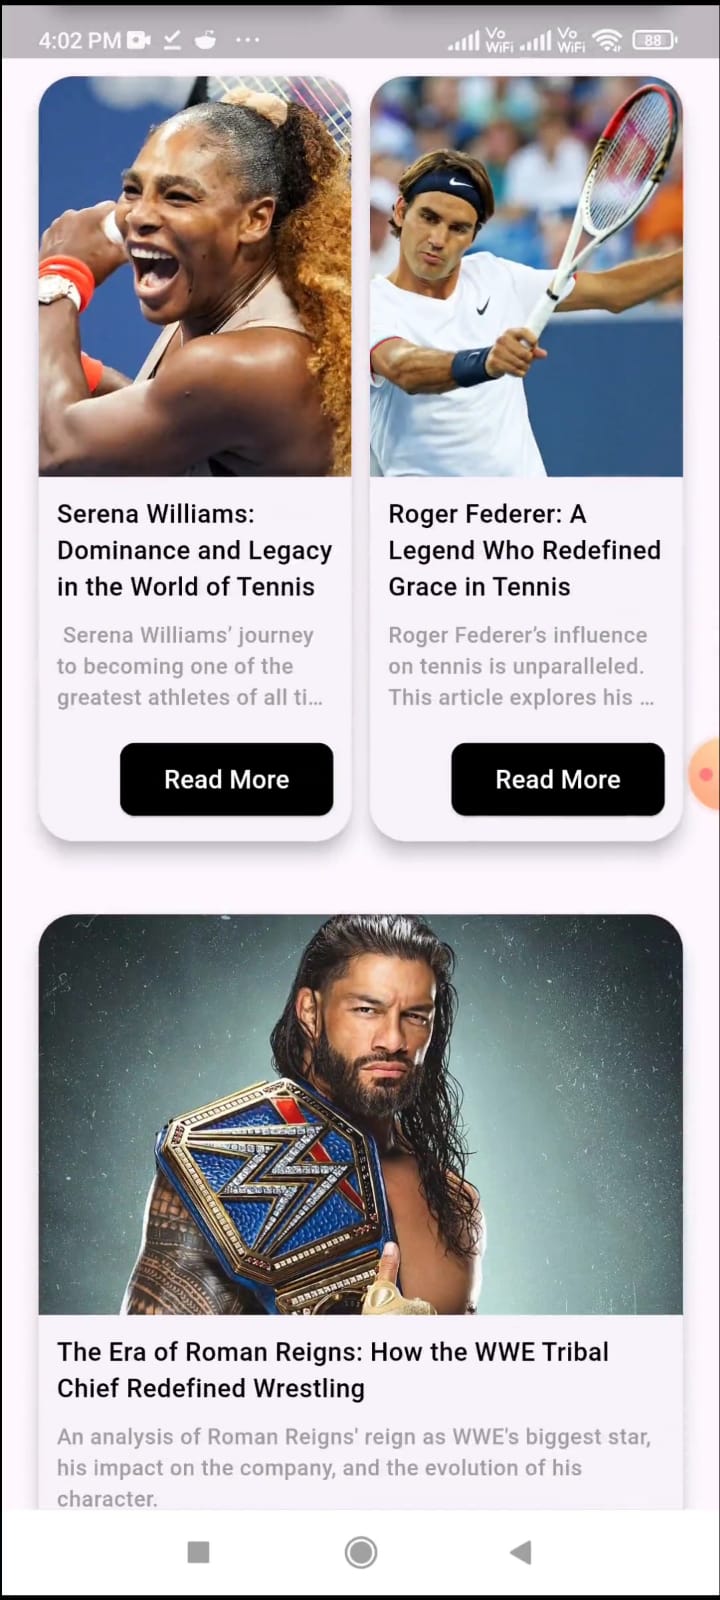 4:02 PM
Vo WiFi
Vo WiFi
88
Serena Williams:
Dominance and Legacy
in the World of Tennis
Serena Williams’ journey
to becoming one of the
greatest athletes of all ti...
Read More
Roger Federer: A
Legend Who Redefined
Grace in Tennis
Roger Federer’s influence
on tennis is unparalleled.
This article explores his ...
Read More
The Era of Roman Reigns: How the WWE Tribal
Chief Redefined Wrestling
An analysis of Roman Reigns' reign as WWE's biggest star,
his impact on the company, and the evolution of his
character.